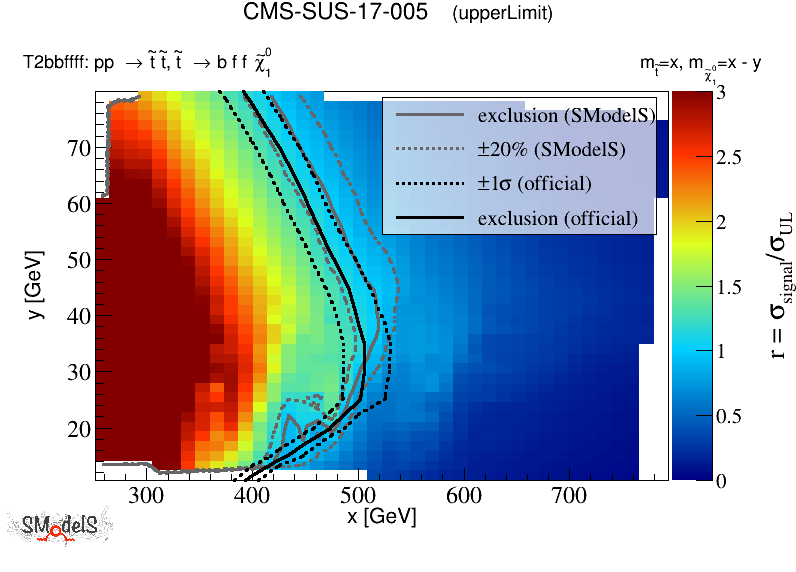 CMS-SUS-17-005 (upperLimit)
T2bbffff: pp → t̃ t̃, t̃ → b f f χ̃₁⁰
m_t̃=x, m_χ̃₁⁰=x - y
exclusion (SModelS)
±20% (SModelS)
±1σ (official)
exclusion (official)
70
60
50
40
30
20
y [GeV]
300 400 500 600 700
x [GeV]
3
2.5
2
1.5
1
0.5
0
r = σ_signal/σ_UL
SModelS